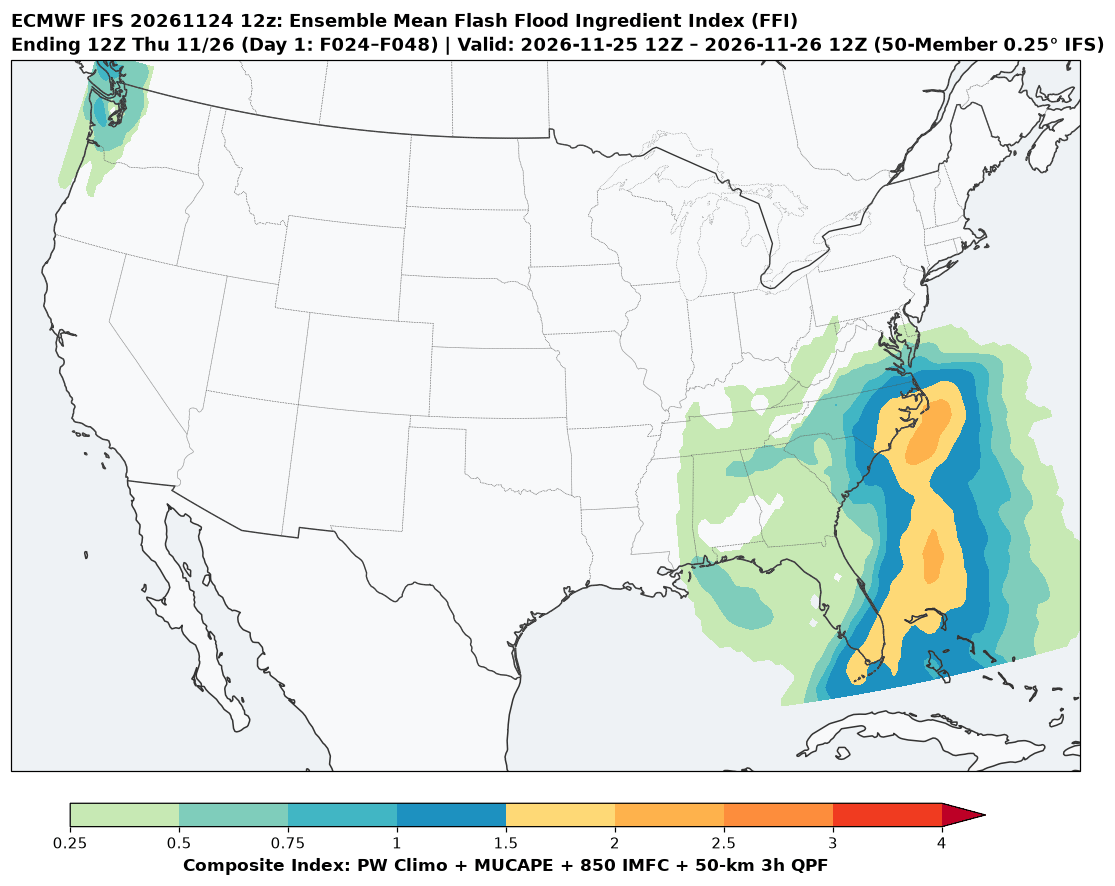 ECMWF IFS 20261124 12z: Ensemble Mean Flash Flood Ingredient Index (FFI)
Ending 12Z Thu 11/26 (Day 1: F024–F048) | Valid: 2026-11-25 12Z – 2026-11-26 12Z (50-Member 0.25° IFS)
0.25 0.5 0.75 1 1.5 2 2.5 3 4
Composite Index: PW Climo + MUCAPE + 850 IMFC + 50-km 3h QPF